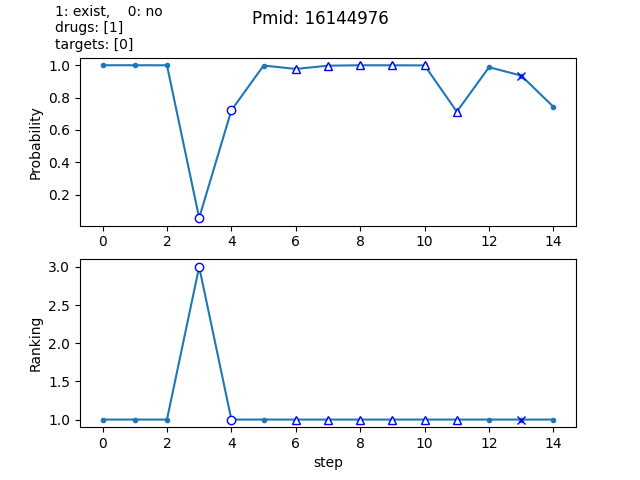 1: exist,    0: no
drugs: [1]
targets: [0]
Pmid: 16144976
Probability
1.0
0.8
0.6
0.4
0.2
0 2 4 6 8 10 12 14
Ranking
3.0
2.5
2.0
1.5
1.0
0 2 4 6 8 10 12 14
step